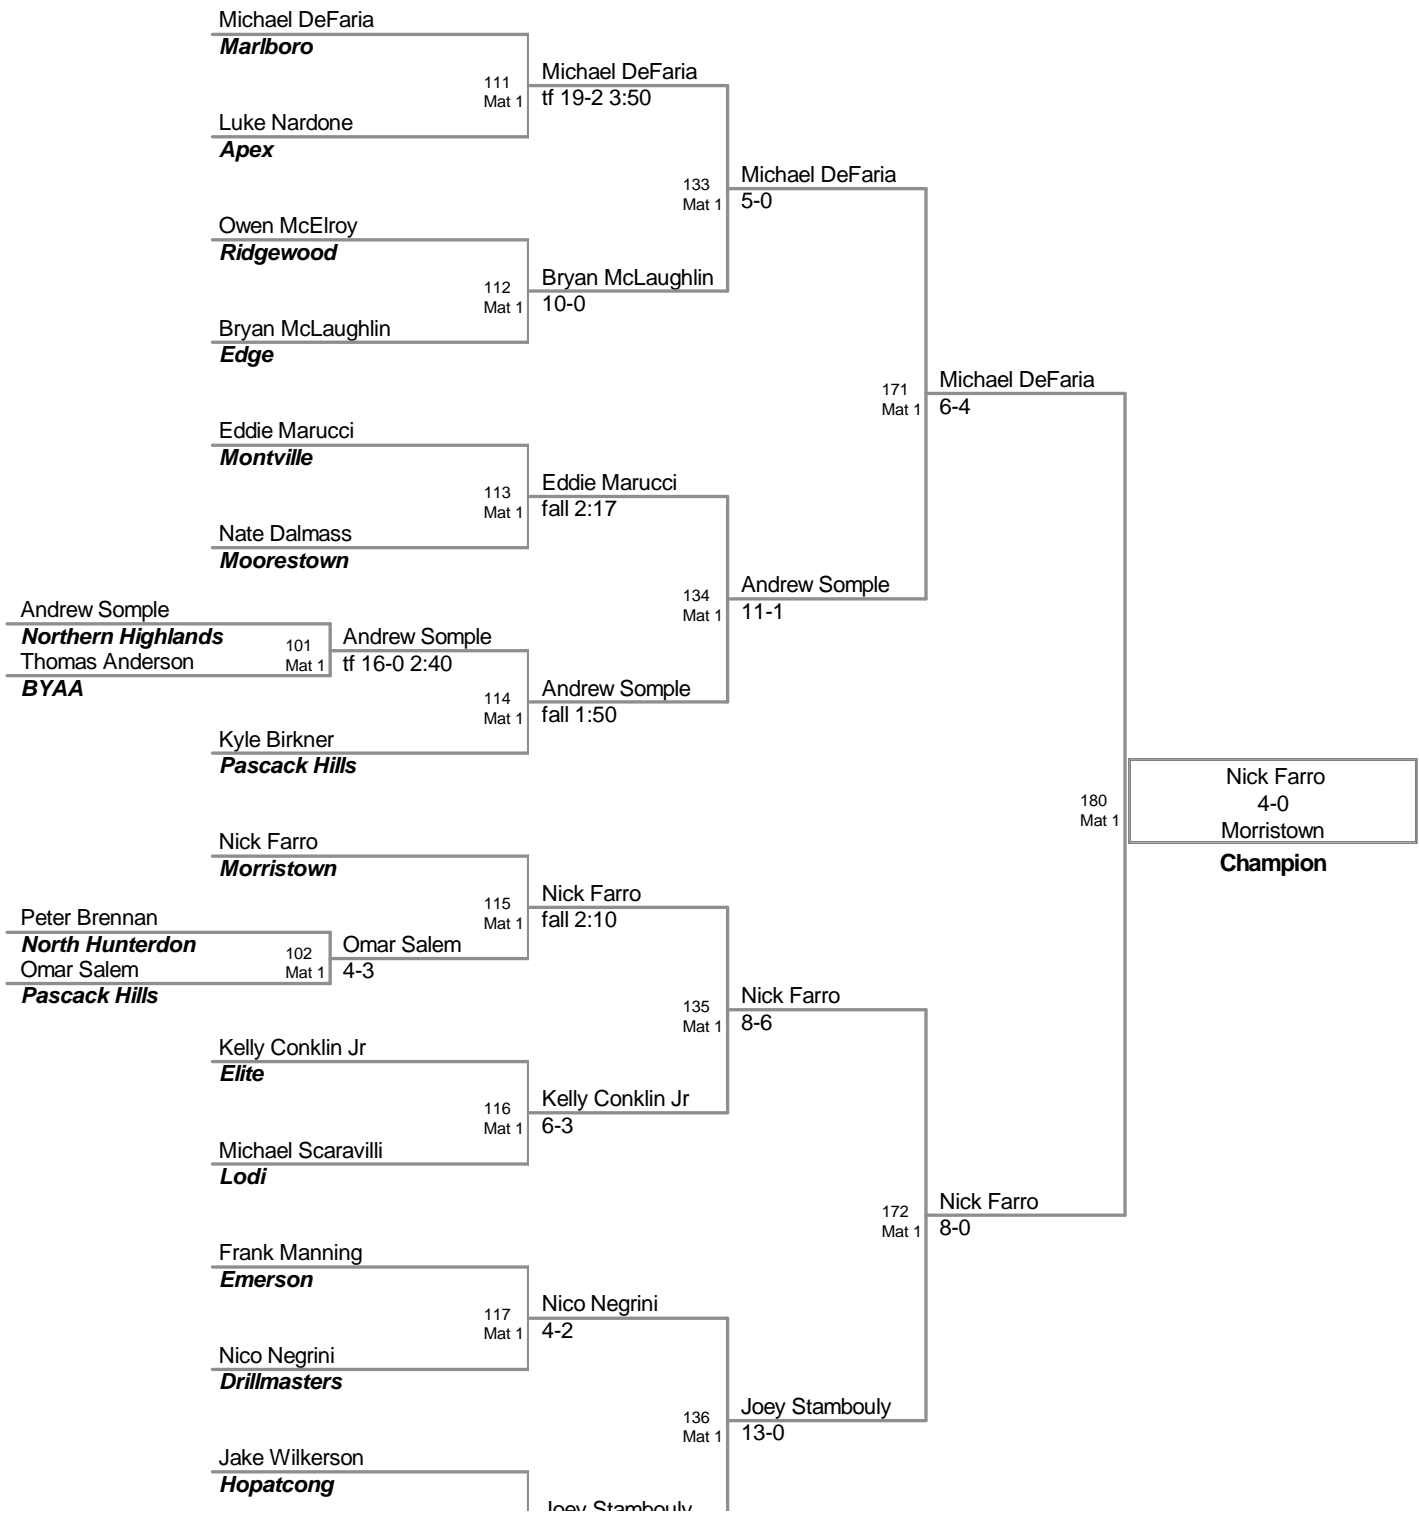 Michael DeFaria
Marlboro
111
Mat 1
Michael DeFaria
tf 19-2 3:50
Luke Nardone
Apex
133
Mat 1
Michael DeFaria
5-0
Owen McElroy
Ridgewood
112
Mat 1
Bryan McLaughlin
10-0
Bryan McLaughlin
Edge
171
Mat 1
Michael DeFaria
6-4
Eddie Marucci
Montville
113
Mat 1
Eddie Marucci
fall 2:17
Nate Dalmass
Moorestown
134
Mat 1
Andrew Somple
11-1
Andrew Somple
Northern Highlands
Thomas Anderson
BYAA
101
Mat 1
Andrew Somple
tf 16-0 2:40
114
Mat 1
Andrew Somple
fall 1:50
Kyle Birkner
Pascack Hills
180
Mat 1
Nick Farro
4-0
Morristown
Champion
Nick Farro
Morristown
115
Mat 1
Nick Farro
fall 2:10
Peter Brennan
North Hunterdon
Omar Salem
Pascack Hills
102
Mat 1
Omar Salem
4-3
135
Mat 1
Nick Farro
8-6
Kelly Conklin Jr
Elite
116
Mat 1
Kelly Conklin Jr
6-3
Michael Scaravilli
Lodi
172
Mat 1
Nick Farro
8-0
Frank Manning
Emerson
117
Mat 1
Nico Negrini
4-2
Nico Negrini
Drillmasters
136
Mat 1
Joey Stambouly
13-0
Jake Wilkerson
Hopatcong
Joey Stambouly